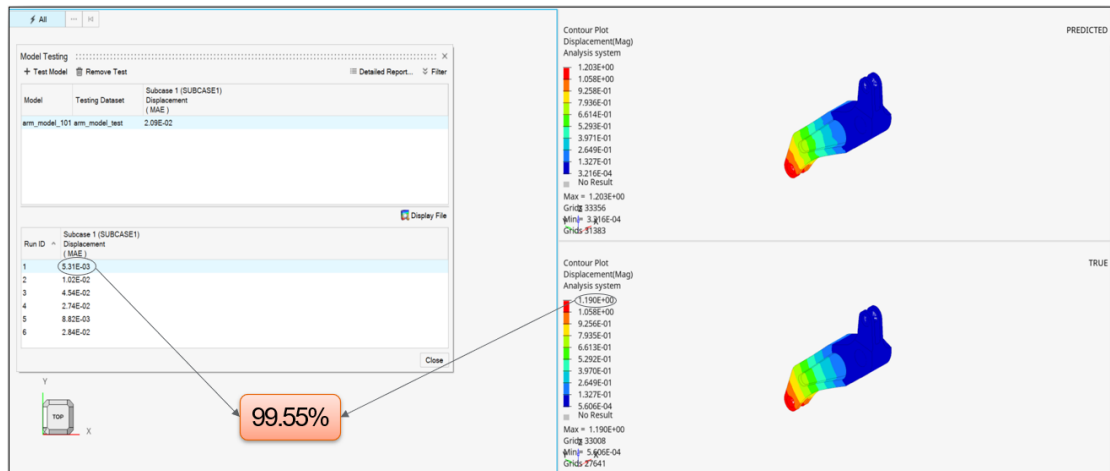 All
Model Testing
+ Test Model Remove Test Detailed Report... Filter
Model Testing Dataset Subcase 1 (SUBCASE1)
Displacement
( MAE )
arm_model_101 arm_model_test 2.09E-02
Display File
Run ID Subcase 1 (SUBCASE1)
Displacement
( MAE )
1 5.31E-03
2 1.02E-02
3 4.54E-02
4 2.74E-02
5 8.82E-03
6 2.84E-02
Close
Y
TOP
Z X
99.55%
Contour Plot PREDICTED
Displacement(Mag)
Analysis system
1.203E+00
1.058E+00
9.258E-01
7.936E-01
6.614E-01
5.293E-01
3.971E-01
2.649E-01
1.327E-01
3.216E-04
No Result
Max = 1.203E+00
Grids 33356
Min = 3.216E-04
Grids 31383
Z
Y X
Contour Plot TRUE
Displacement(Mag)
Analysis system
1.190E+00
1.058E+00
9.256E-01
7.935E-01
6.613E-01
5.292E-01
3.970E-01
2.649E-01
1.327E-01
5.606E-04
No Result
Max = 1.190E+00
Grids 33008
Min = 5.606E-04
Grids 27641
Z
Y X